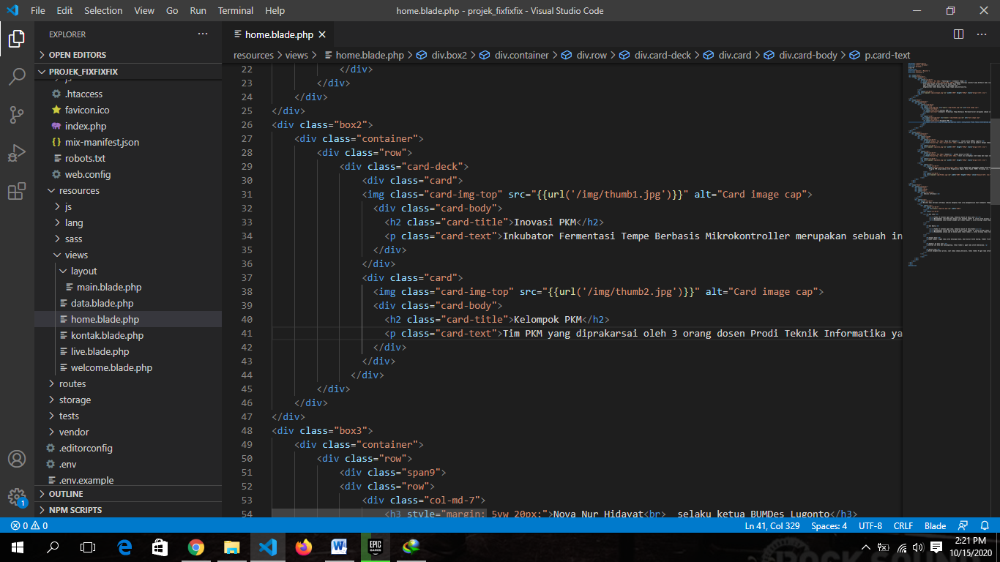 File Edit Selection View Go Run Terminal Help home.blade.php - projek_fixfixfix - Visual Studio Code
EXPLORER
OPEN EDITORS
PROJEK_FIXFIXFIX
js
.htaccess
favicon.ico
index.php
mix-manifest.json
robots.txt
web.config
resources
js
lang
sass
views
layout
main.blade.php
data.blade.php
home.blade.php
kontak.blade.php
live.blade.php
welcome.blade.php
routes
storage
tests
vendor
.editorconfig
.env
.env.example
OUTLINE
NPM SCRIPTS
home.blade.php
resources > views > home.blade.php > div.box2 > div.container > div.row > div.card-deck > div.card > div.card-body > p.card-text
22 </div>
23 </div>
24 </div>
25 </div>
26 <div class="box2">
27 <div class="container">
28 <div class="row">
29 <div class="card-deck">
30 <div class="card">
31 <img class="card-img-top" src="{{url('/img/thumb1.jpg')}}" alt="Card image cap">
32 <div class="card-body">
33 <h2 class="card-title">Inovasi PKM</h2>
34 <p class="card-text">Inkubator Fermentasi Tempe Berbasis Mikrokontroller merupakan sebuah in
35 </div>
36 </div>
37 <div class="card">
38 <img class="card-img-top" src="{{url('/img/thumb2.jpg')}}" alt="Card image cap">
39 <div class="card-body">
40 <h2 class="card-title">Kelompok PKM</h2>
41 <p class="card-text">Tim PKM yang diprakarsai oleh 3 orang dosen Prodi Teknik Informatika ya
42 </div>
43 </div>
44 </div>
45 </div>
46 </div>
47 </div>
48 <div class="box3">
49 <div class="container">
50 <div class="row">
51 <div class="span9">
52 <div class="row">
53 <div class="col-md-7">
54 <h3 style="margin: 5vw 20px;">Nova Nur Hidayat<br> selaku ketua BUMDes Lugonto</h3>
1
0 0 Ln 41, Col 329 Spaces: 4 UTF-8 CRLF Blade
EPIC GAMES
2:21 PM
10/15/2020